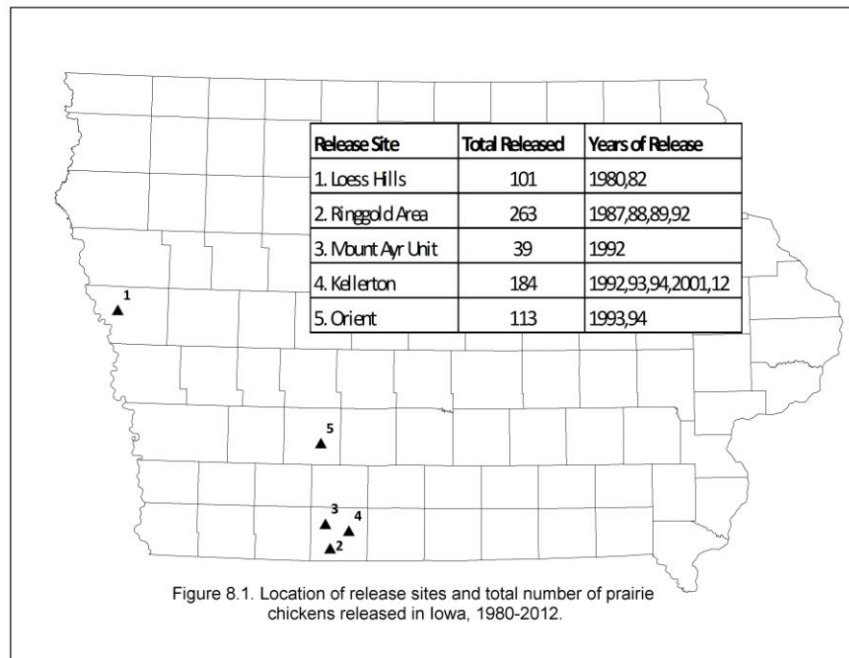 Release Site Total Released Years of Release
1. Loess Hills 101 1980,82
2. Ringgold Area 263 1987,88,89,92
3. Mount Ayr Unit 39 1992
4. Kellerton 184 1992,93,94,2001,12
5. Orient 113 1993,94
1
5
3
4
2
Figure 8.1. Location of release sites and total number of prairie
chickens released in Iowa, 1980-2012.